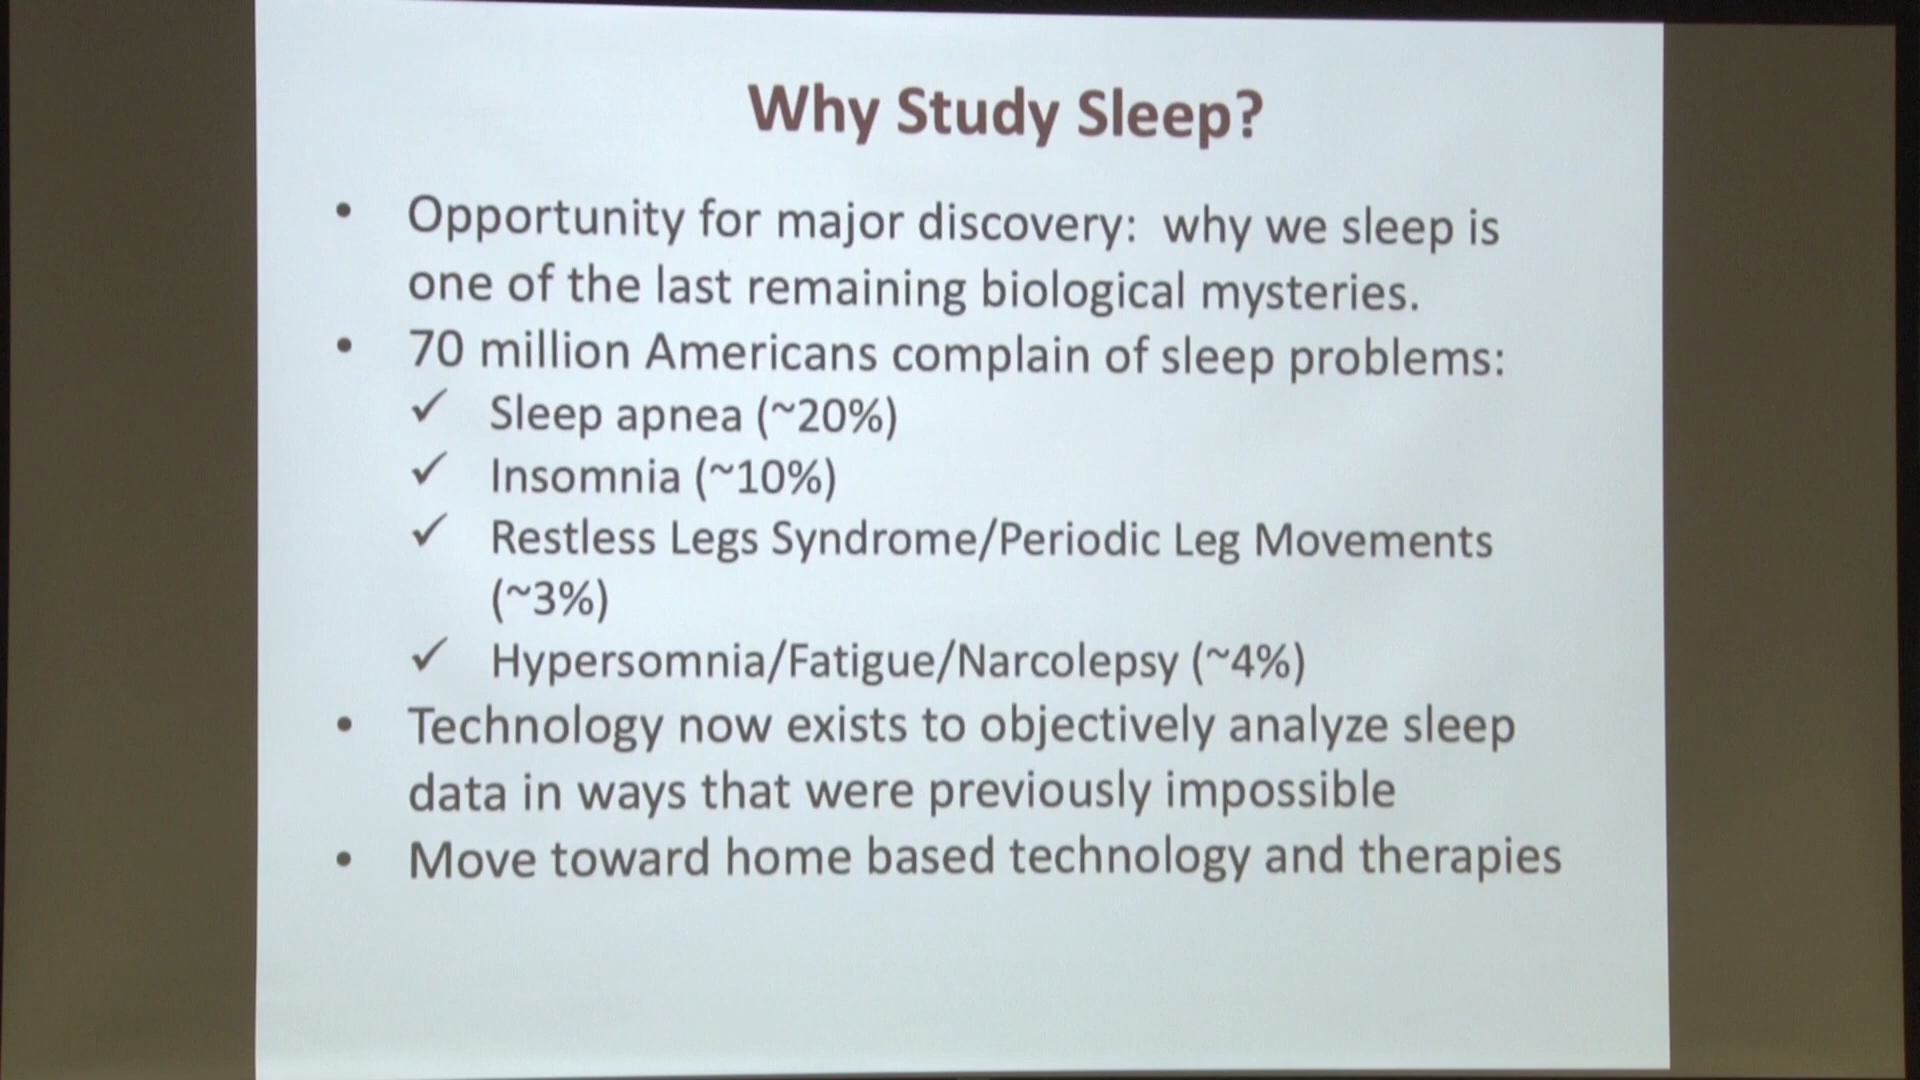 Why Study Sleep?
• Opportunity for major discovery: why we sleep is
one of the last remaining biological mysteries.
• 70 million Americans complain of sleep problems:
✓ Sleep apnea (~20%)
✓ Insomnia (~10%)
✓ Restless Legs Syndrome/Periodic Leg Movements
(~3%)
✓ Hypersomnia/Fatigue/Narcolepsy (~4%)
• Technology now exists to objectively analyze sleep
data in ways that were previously impossible
• Move toward home based technology and therapies